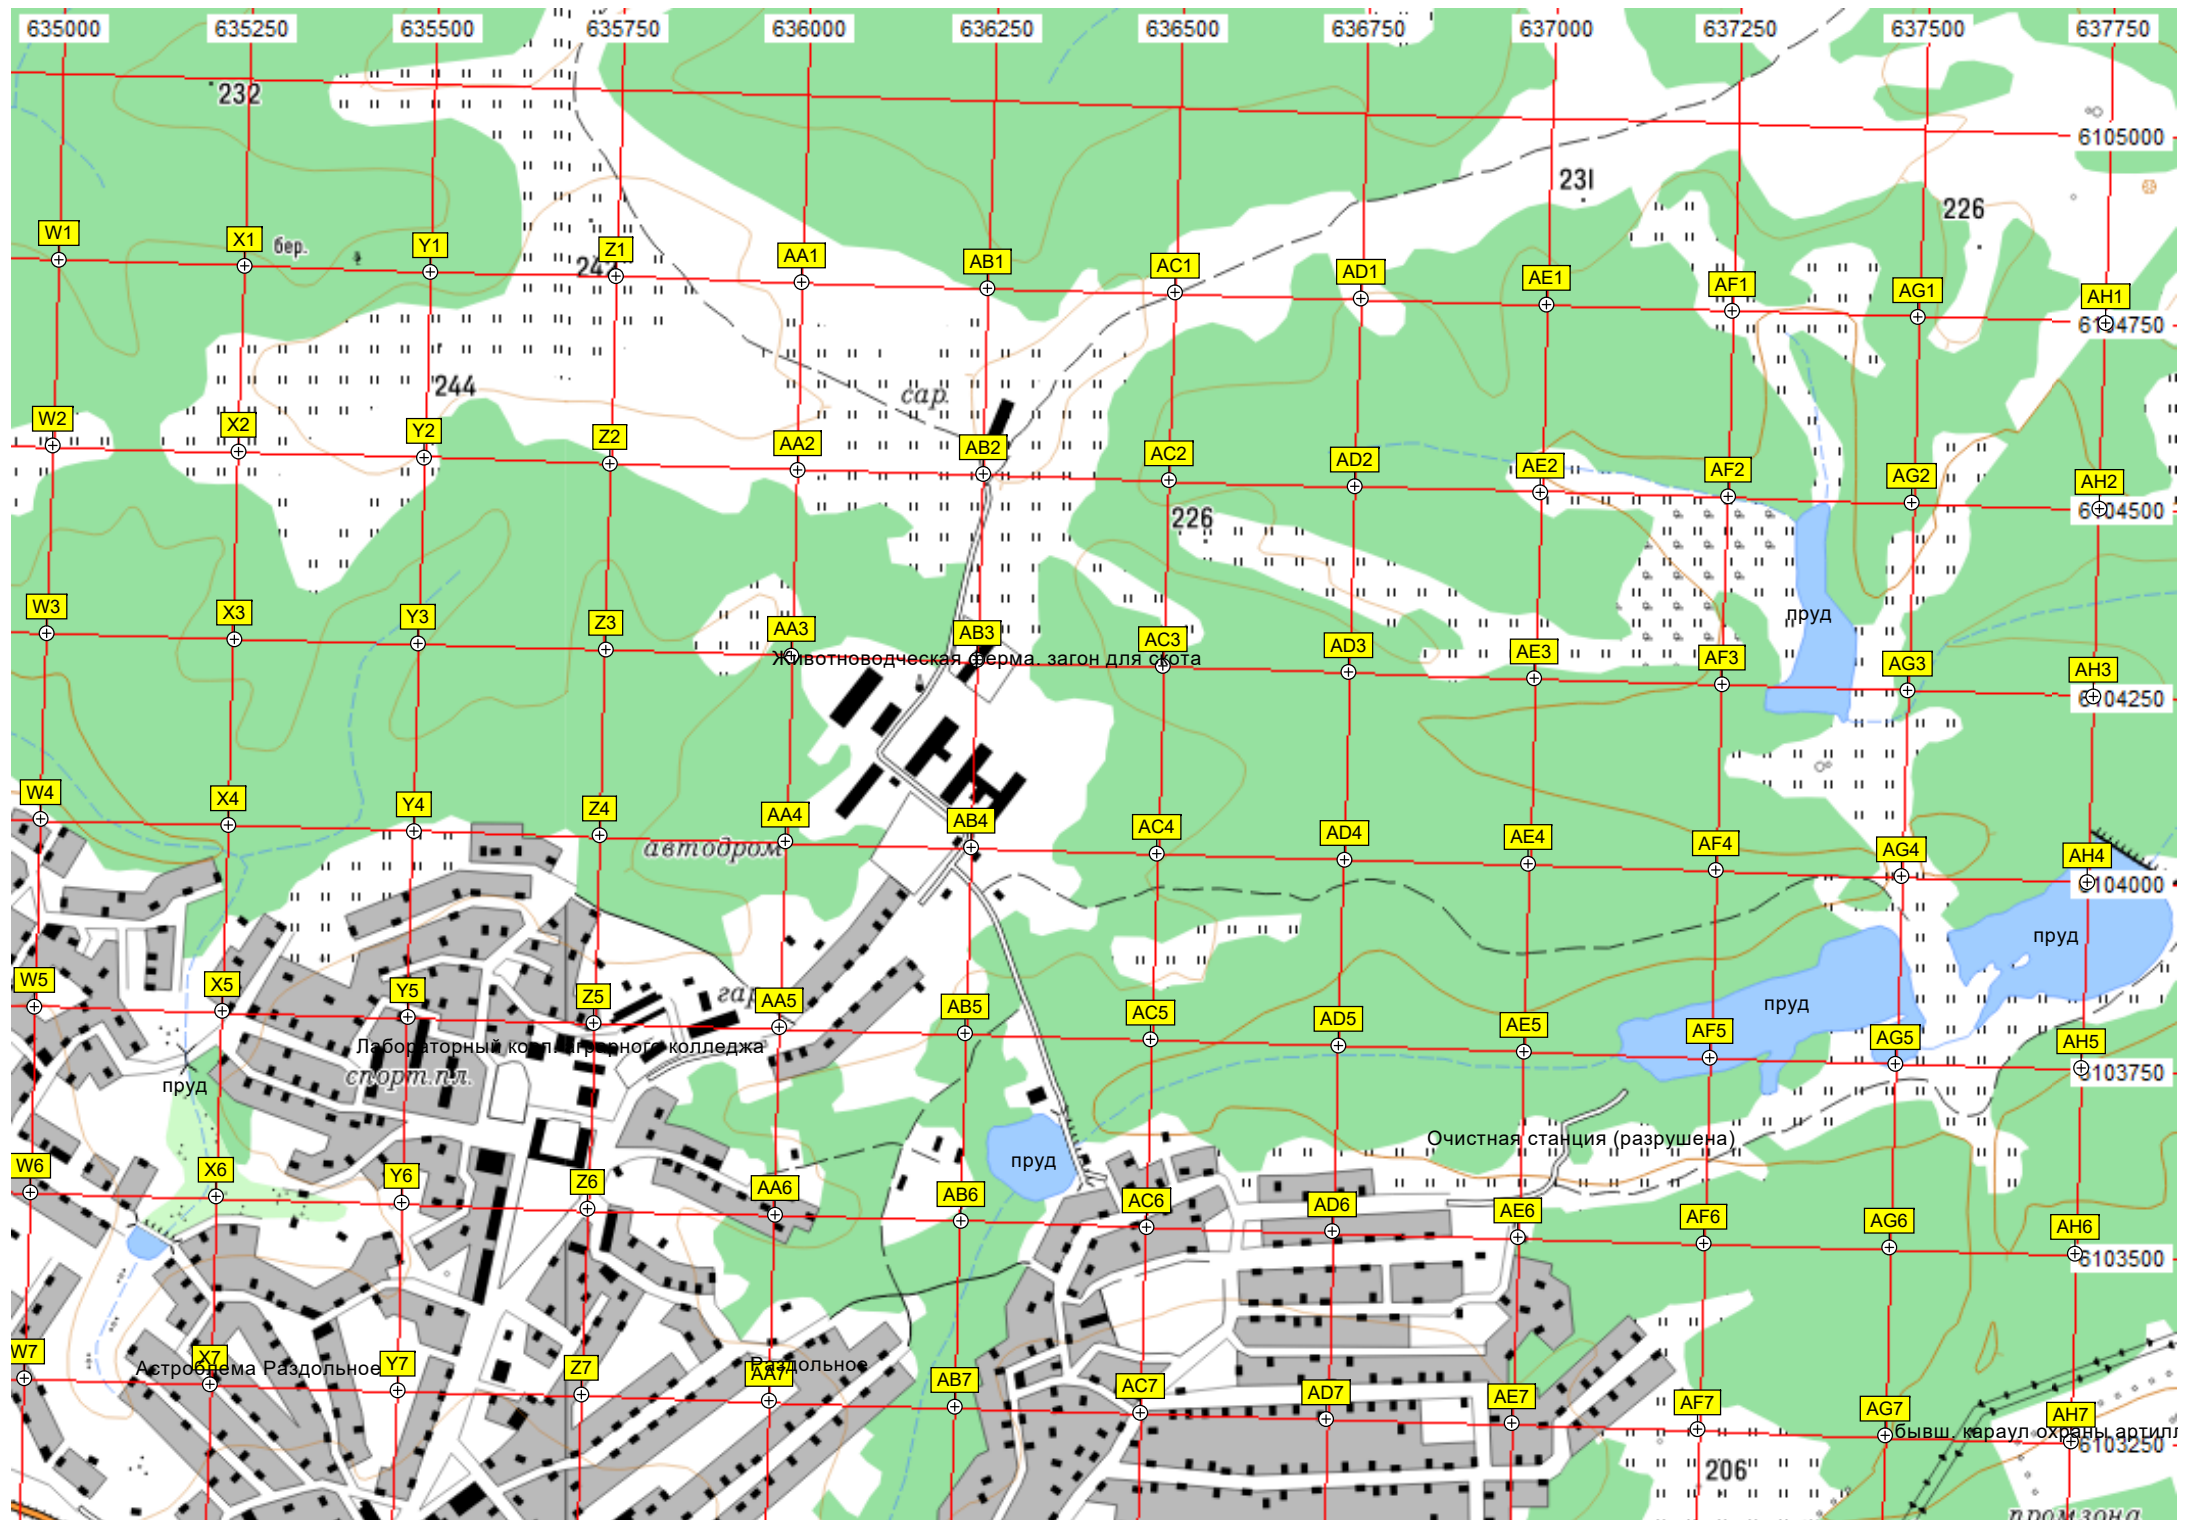 635000 635250 635500 635750 636000 636250 636500 636750 637000 637250 637500 637750
232
6105000
231
226
W1 X1 бер. Y1 Z1 AA1 AB1 AC1 AD1 AE1 AF1 AG1 AH1
6104750
244
сар.
W2 X2 Y2 Z2 AA2 AB2 AC2 AD2 AE2 AF2 AG2 AH2
6104500
226
пруд
W3 X3 Y3 Z3 AA3 AB3 AC3 AD3 AE3 AF3 AG3 AH3
Животноводческая ферма. загон для скота
6104250
W4 X4 Y4 Z4 AA4 AB4 AC4 AD4 AE4 AF4 AG4 AH4
автодром
6104000
пруд
W5 X5 Y5 Z5 гар. AA5 AB5 AC5 AD5 AE5 AF5 AG5 AH5
пруд
Лабораторный колледжа
спорт.пл.
6103750
пруд
Очистная станция (разрушена)
пруд
W6 X6 Y6 Z6 AA6 AB6 AC6 AD6 AE6 AF6 AG6 AH6
6103500
W7 X7 Y7 Z7 AA7 AB7 AC7 AD7 AE7 AF7 AG7 AH7
Астроблема Раздольное
Раздольное
бывш. караул охраны артилл
6103250
206
промзона